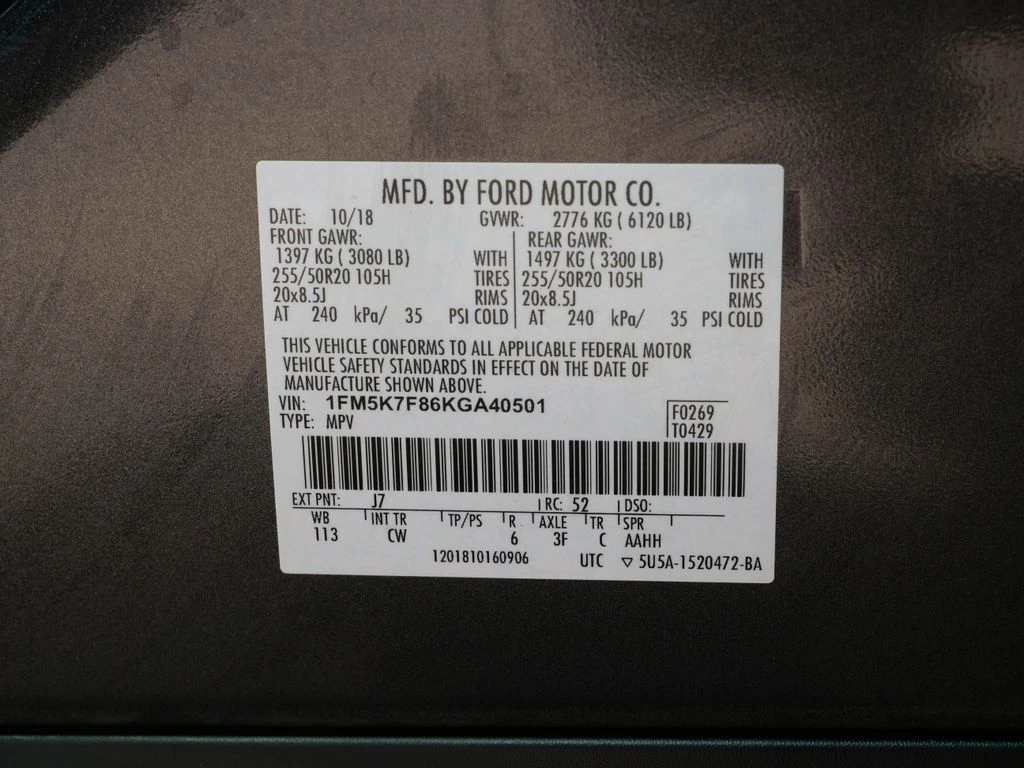 MFD. BY FORD MOTOR CO.
DATE: 10/18 GVWR: 2776 KG ( 6120 LB)
FRONT GAWR: REAR GAWR:
1397 KG ( 3080 LB) WITH 1497 KG ( 3300 LB) WITH
255/50R20 105H TIRES 255/50R20 105H TIRES
20x8.5J RIMS 20x8.5J RIMS
AT 240 kPa/ 35 PSI COLD AT 240 kPa/ 35 PSI COLD
THIS VEHICLE CONFORMS TO ALL APPLICABLE FEDERAL MOTOR
VEHICLE SAFETY STANDARDS IN EFFECT ON THE DATE OF
MANUFACTURE SHOWN ABOVE.
VIN: 1FM5K7F86KGA40501 F0269
TYPE: MPV T0429
EXT PNT: J7 RC: 52 DSO:
WB INT TR TP/PS R AXLE TR SPR
113 CW 6 3F C AAHH
1201810160906 UTC ▽ 5U5A-1520472-BA